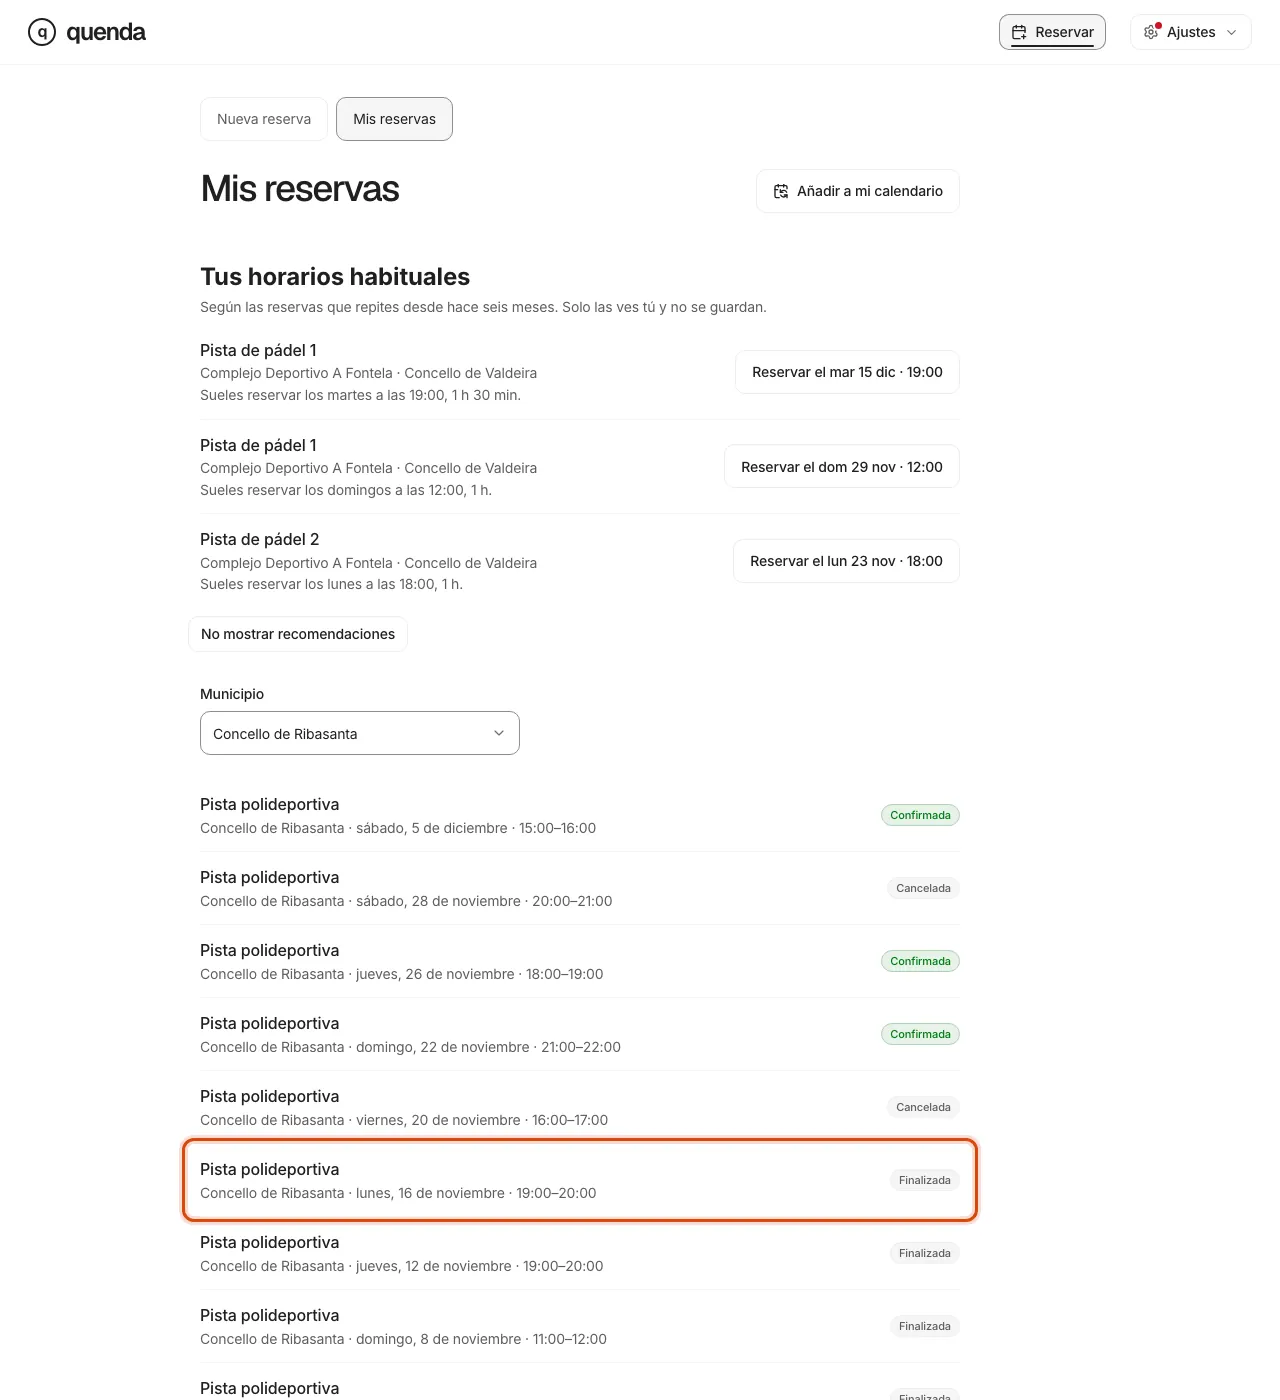 q quenda
Reservar
Ajustes
Nueva reserva
Mis reservas
Mis reservas
Añadir a mi calendario
Tus horarios habituales
Según las reservas que repites desde hace seis meses. Solo las ves tú y no se guardan.
Pista de pádel 1
Complejo Deportivo A Fontela · Concello de Valdeira
Sueles reservar los martes a las 19:00, 1 h 30 min.
Reservar el mar 15 dic · 19:00
Pista de pádel 1
Complejo Deportivo A Fontela · Concello de Valdeira
Sueles reservar los domingos a las 12:00, 1 h.
Reservar el dom 29 nov · 12:00
Pista de pádel 2
Complejo Deportivo A Fontela · Concello de Valdeira
Sueles reservar los lunes a las 18:00, 1 h.
Reservar el lun 23 nov · 18:00
No mostrar recomendaciones
Municipio
Concello de Ribasanta
Pista polideportiva
Concello de Ribasanta · sábado, 5 de diciembre · 15:00–16:00
Confirmada
Pista polideportiva
Concello de Ribasanta · sábado, 28 de noviembre · 20:00–21:00
Cancelada
Pista polideportiva
Concello de Ribasanta · jueves, 26 de noviembre · 18:00–19:00
Confirmada
Pista polideportiva
Concello de Ribasanta · domingo, 22 de noviembre · 21:00–22:00
Confirmada
Pista polideportiva
Concello de Ribasanta · viernes, 20 de noviembre · 16:00–17:00
Cancelada
Pista polideportiva
Concello de Ribasanta · lunes, 16 de noviembre · 19:00–20:00
Finalizada
Pista polideportiva
Concello de Ribasanta · jueves, 12 de noviembre · 19:00–20:00
Finalizada
Pista polideportiva
Concello de Ribasanta · domingo, 8 de noviembre · 11:00–12:00
Finalizada
Pista polideportiva
Finalizada